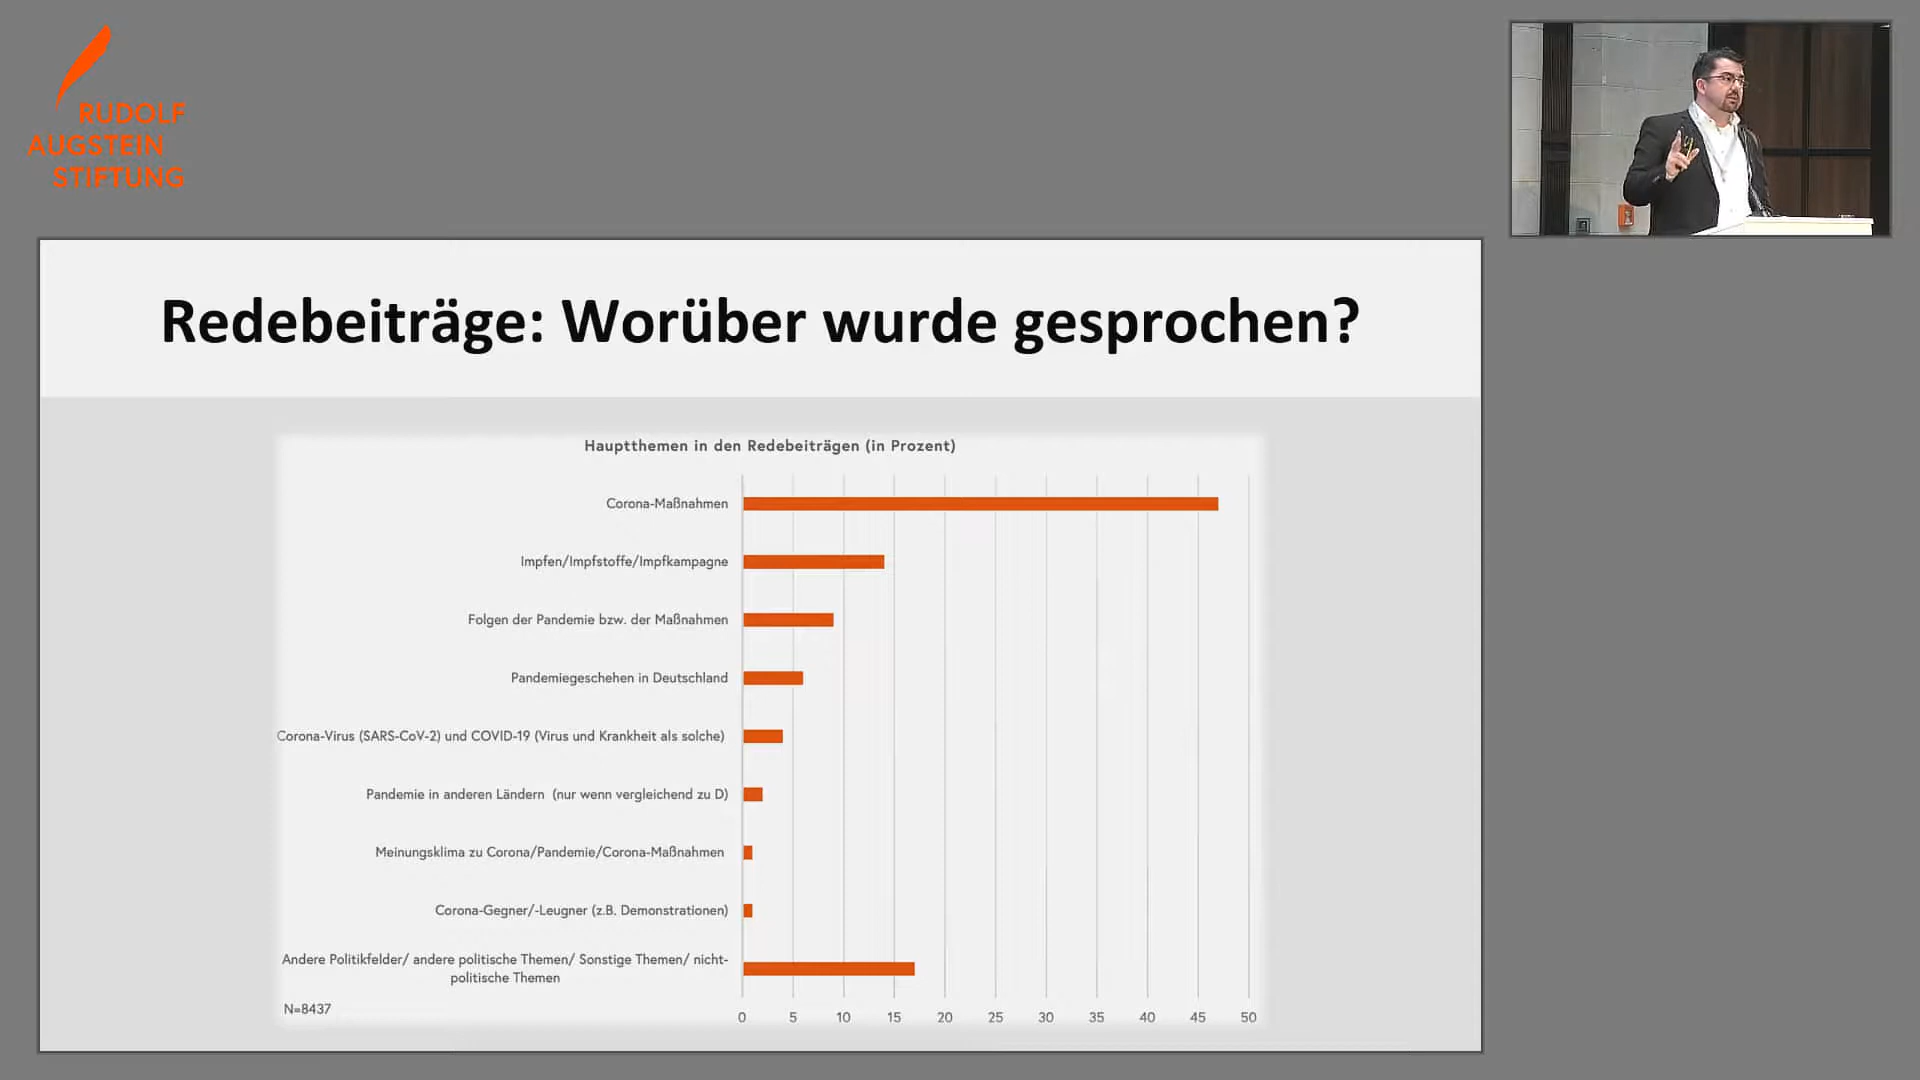 RUDOLF
AUGSTEIN
STIFTUNG
Redebeiträge: Worüber wurde gesprochen?
Hauptthemen in den Redebeiträgen (in Prozent)
Corona-Maßnahmen
Impfen/Impfstoffe/Impfkampagne
Folgen der Pandemie bzw. der Maßnahmen
Pandemiegeschehen in Deutschland
Corona-Virus (SARS-CoV-2) und COVID-19 (Virus und Krankheit als solche)
Pandemie in anderen Ländern (nur wenn vergleichend zu D)
Meinungsklima zu Corona/Pandemie/Corona-Maßnahmen
Corona-Gegner/-Leugner (z.B. Demonstrationen)
Andere Politikfelder/ andere politische Themen/ Sonstige Themen/ nicht-
politische Themen
N=8437
0 5 10 15 20 25 30 35 40 45 50